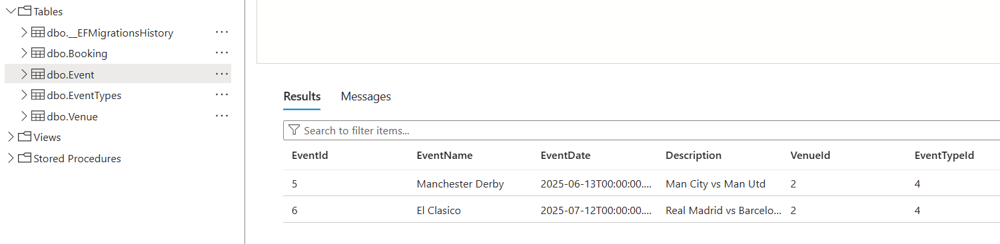 Tables
dbo.__EFMigrationsHistory ...
dbo.Booking ...
dbo.Event ...
dbo.EventTypes ...
dbo.Venue ...
Views
Stored Procedures
Results Messages
Search to filter items...
EventId EventName EventDate Description VenueId EventTypeId
5 Manchester Derby 2025-06-13T00:00:00.... Man City vs Man Utd 2 4
6 El Clasico 2025-07-12T00:00:00.... Real Madrid vs Barcelo... 2 4